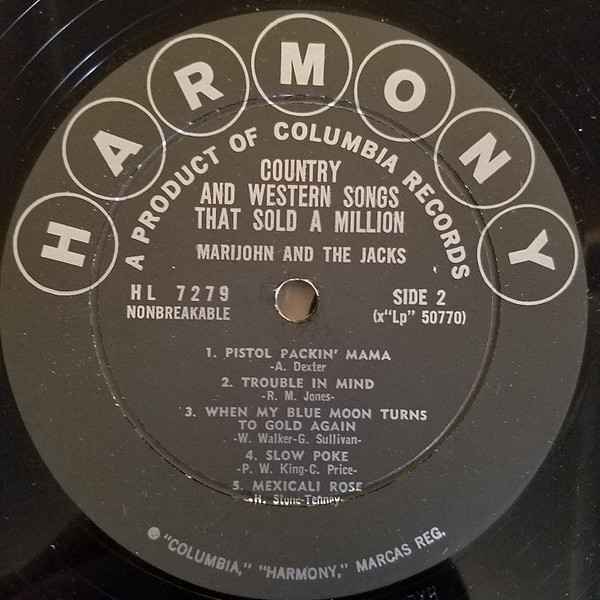 HARMONY
A PRODUCT OF COLUMBIA RECORDS
COUNTRY
AND WESTERN SONGS
THAT SOLD A MILLION
MARIJOHN AND THE JACKS
HL 7279
NONBREAKABLE
SIDE 2
(x"Lp" 50770)
1. PISTOL PACKIN' MAMA
-A. Dexter
2. TROUBLE IN MIND
-R. M. Jones-
3. WHEN MY BLUE MOON TURNS
TO GOLD AGAIN
-W. Walker-G. Sullivan-
4. SLOW POKE
-P. W. King-C. Price-
5. MEXICALI ROSE
-H. Stone-Tenney-
"COLUMBIA," "HARMONY," MARCAS REG.